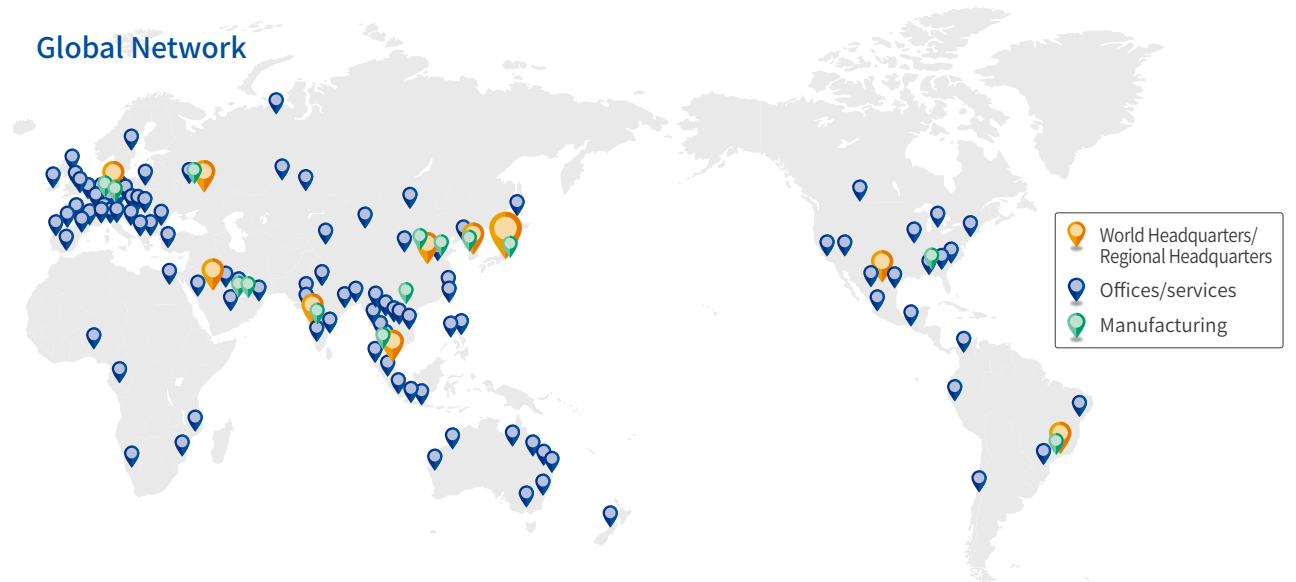 Global Network
World Headquarters/
Regional Headquarters
Offices/services
Manufacturing